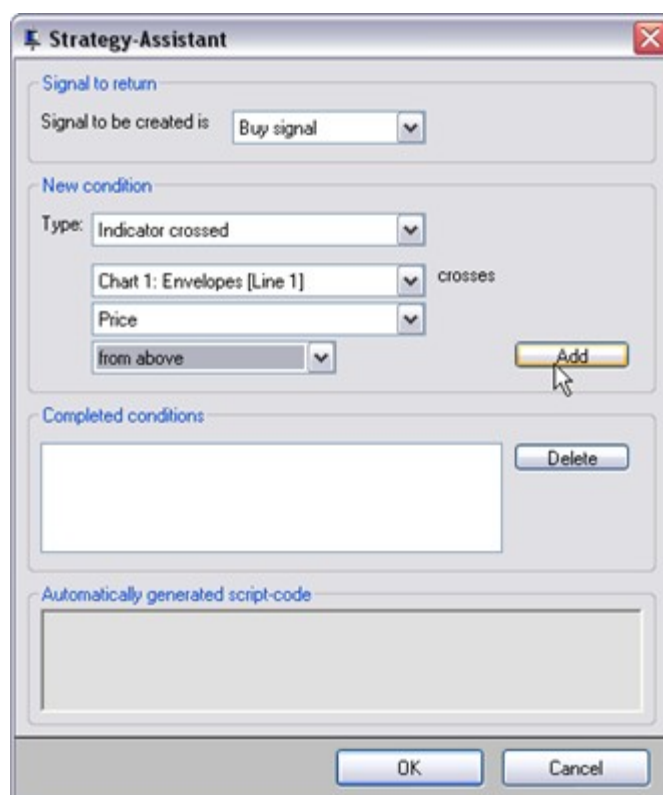 Strategy-Assistant
Signal to return
Signal to be created is Buy signal
New condition
Type: Indicator crossed
Chart 1: Envelopes [Line 1] crosses
Price
from above Add
Completed conditions
Delete
Automatically generated script-code
OK Cancel